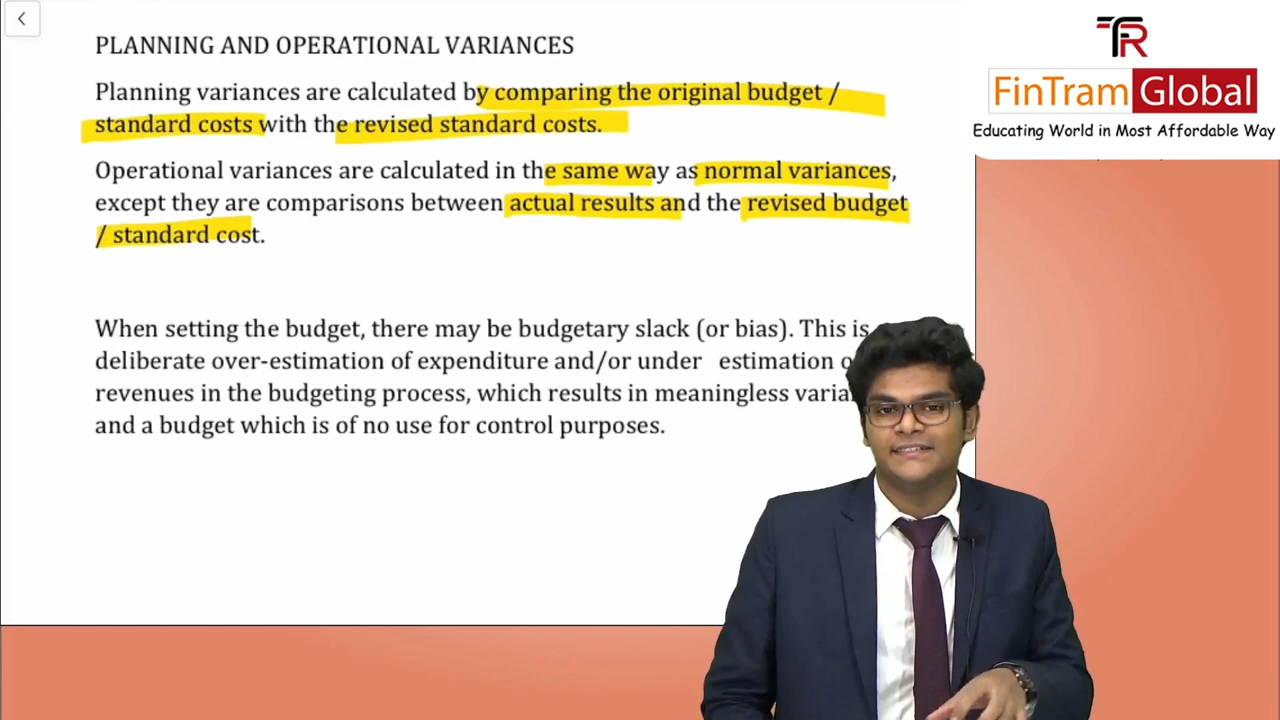 PLANNING AND OPERATIONAL VARIANCES
Planning variances are calculated by comparing the original budget /
standard costs with the revised standard costs.
Operational variances are calculated in the same way as normal variances,
except they are comparisons between actual results and the revised budget
/ standard cost.
When setting the budget, there may be budgetary slack (or bias). This is
deliberate over-estimation of expenditure and/or under estimation
revenues in the budgeting process, which results in meaningless
and a budget which is of no use for control purposes.
FinTram Global
Educating World in Most Affordable Way